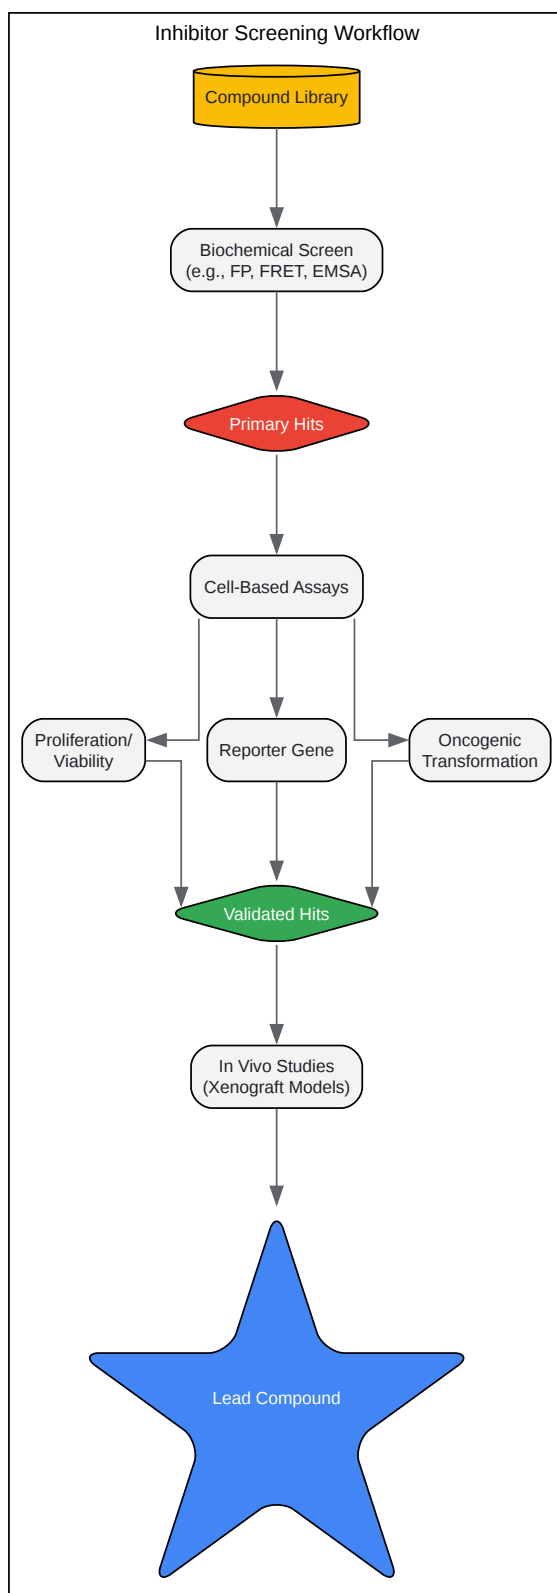 Inhibitor Screening Workflow
Compound Library
Biochemical Screen
(e.g., FP, FRET, EMSA)
Primary Hits
Cell-Based Assays
Proliferation/
Viability
Reporter Gene
Oncogenic
Transformation
Validated Hits
In Vivo Studies
(Xenograft Models)
Lead Compound